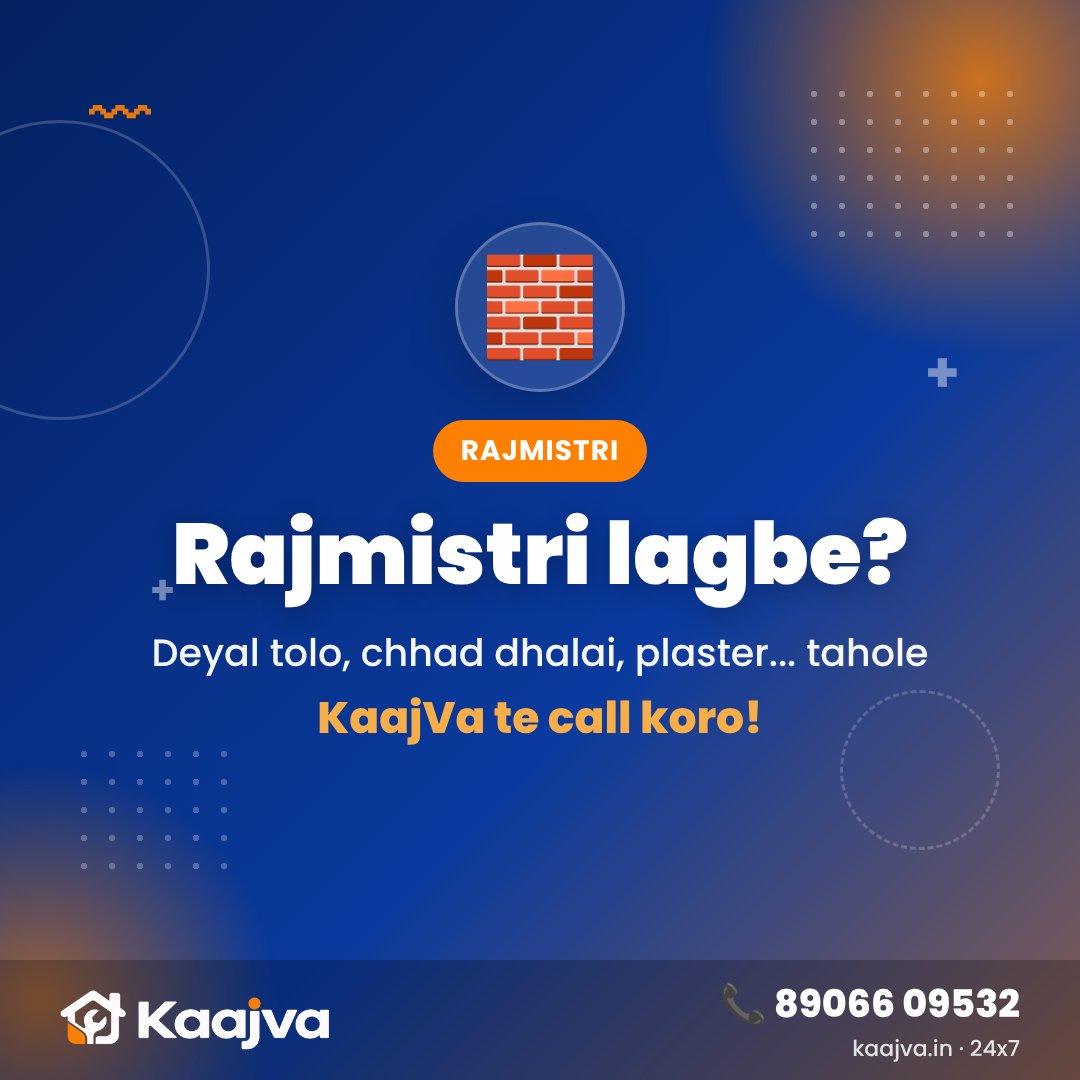 RAJMISTRI
Rajmistri lagbe?
Deyal tolo, chhad dhalai, plaster... tahole
KaajVa te call koro!
Kaajva
89066 09532
kaajva.in · 24x7